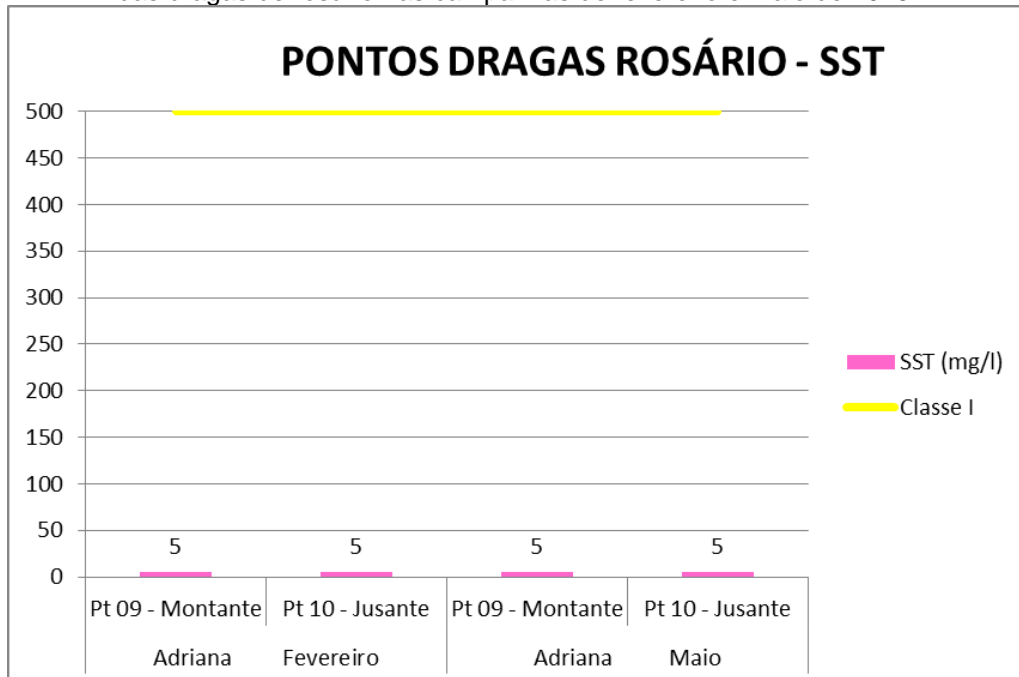 PONTOS DRAGAS ROSÁRIO - SST
500
450
400
350
300
250
200
150
100
50
0
5 5 5 5
Pt 09 - Montante Pt 10 - Jusante Pt 09 - Montante Pt 10 - Jusante
Adriana Fevereiro Adriana Maio
SST (mg/l)
Classe I